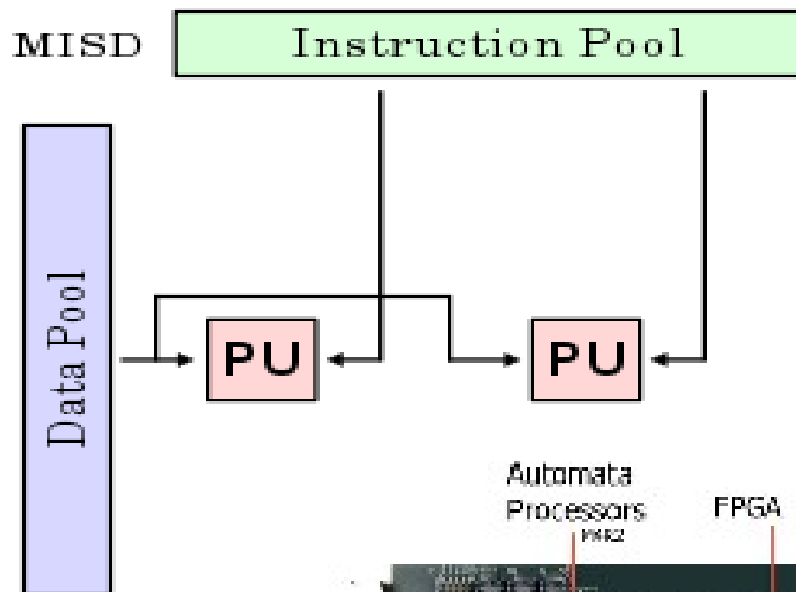 MISD
Instruction Pool
Data Pool
PU
PU
Automata
Processors
FPGA